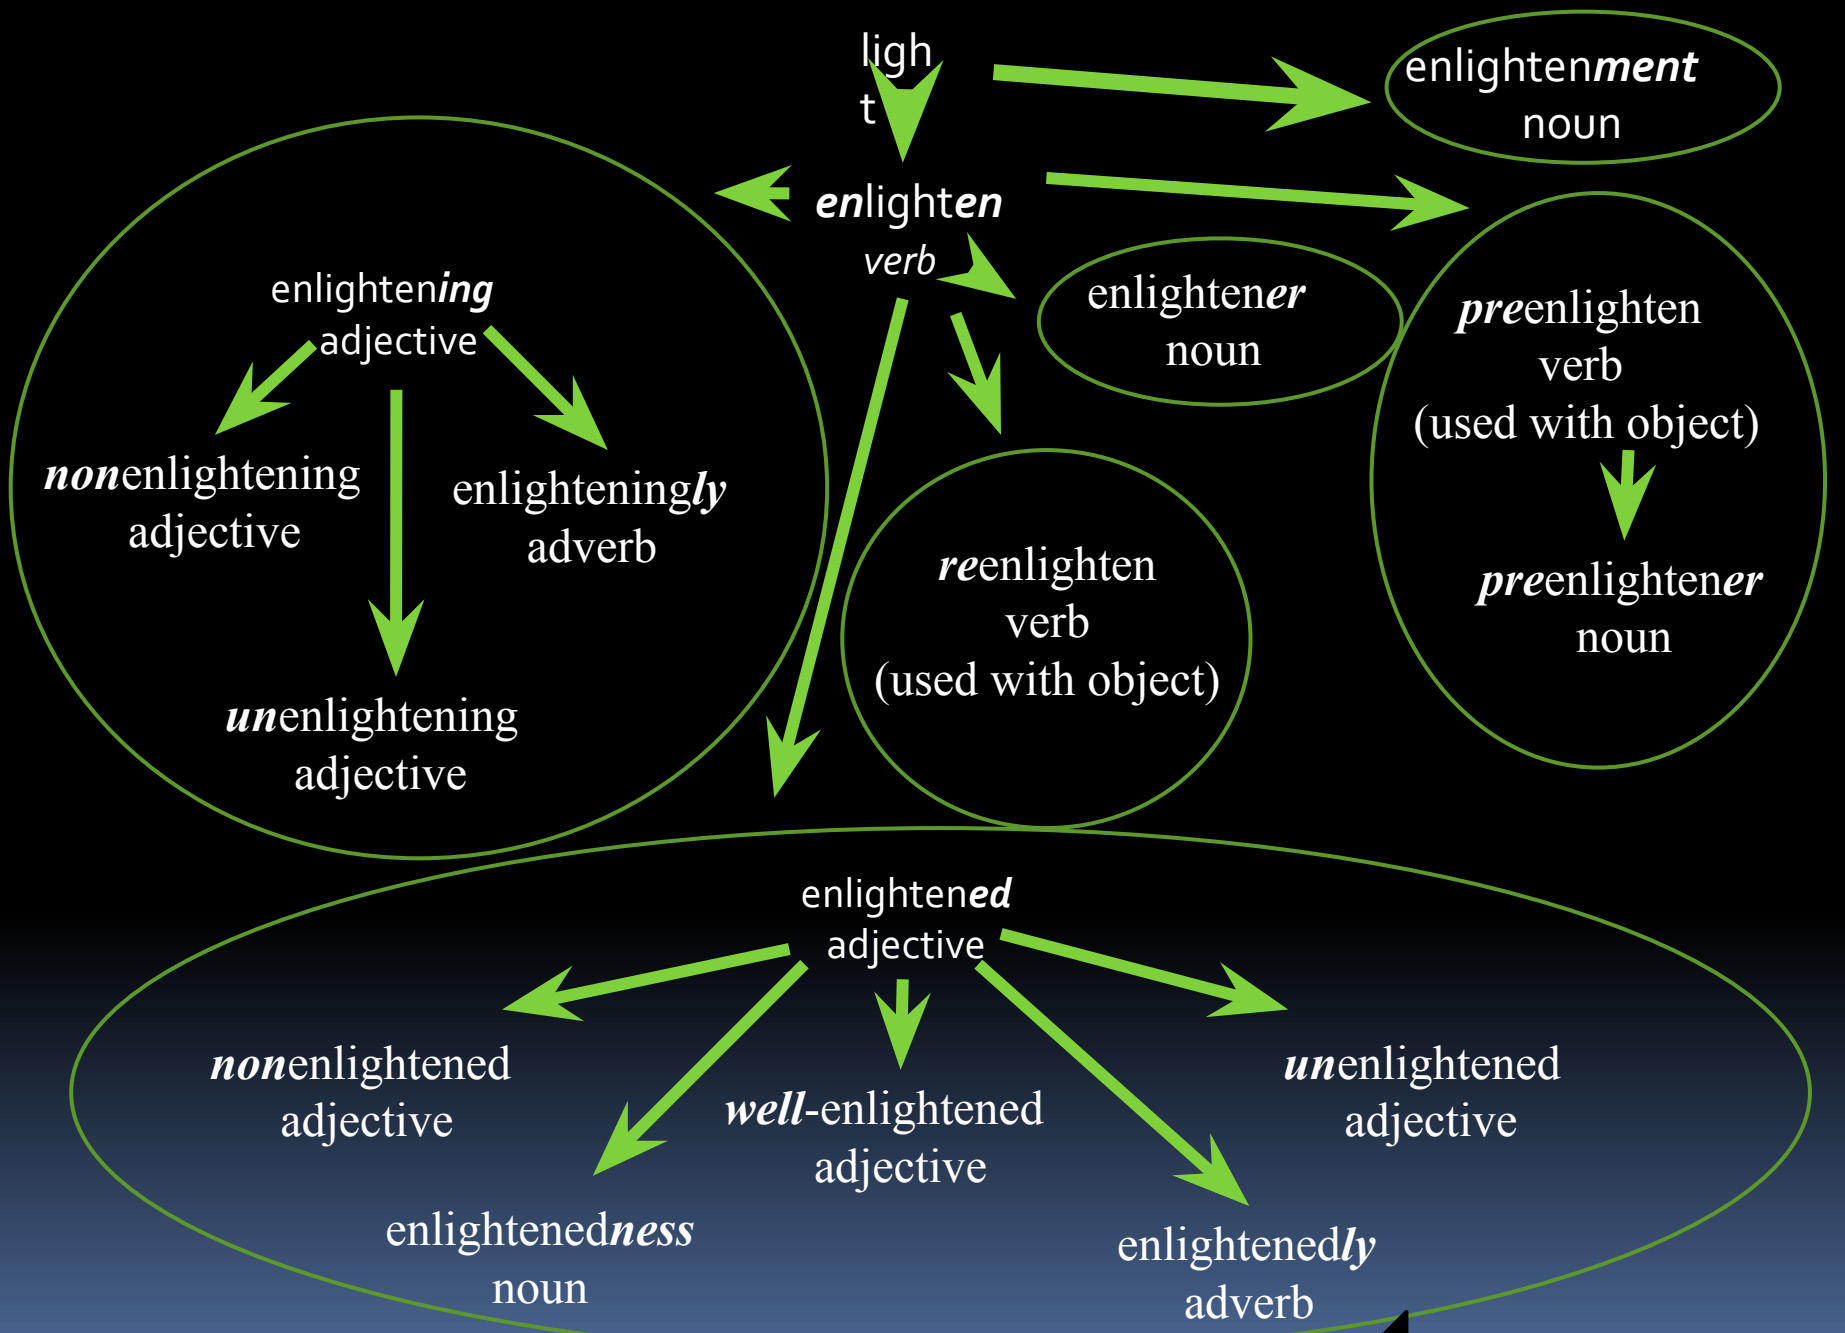 ligh
t
enlightenment
noun
enlighten
verb
enlightening
adjective
nonenlightening
adjective
enlighteningly
adverb
unenlightening
adjective
enlightener
noun
preenlighten
verb
(used with object)
preenlightener
noun
reenlighten
verb
(used with object)
enlightened
adjective
nonenlightened
adjective
well-enlightened
adjective
unenlightened
adjective
enlightenedness
noun
enlightenedly
adverb